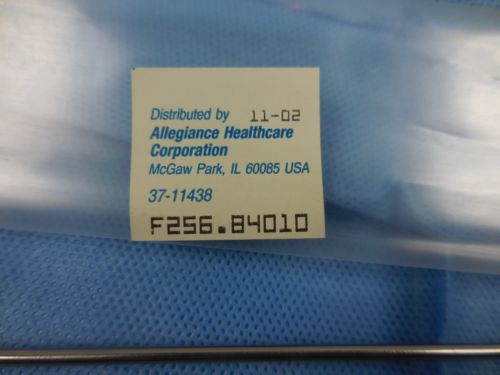 Distributed by 11-02
Allegiance Healthcare
Corporation
McGaw Park, IL 60085 USA
37-11438
F256.84010